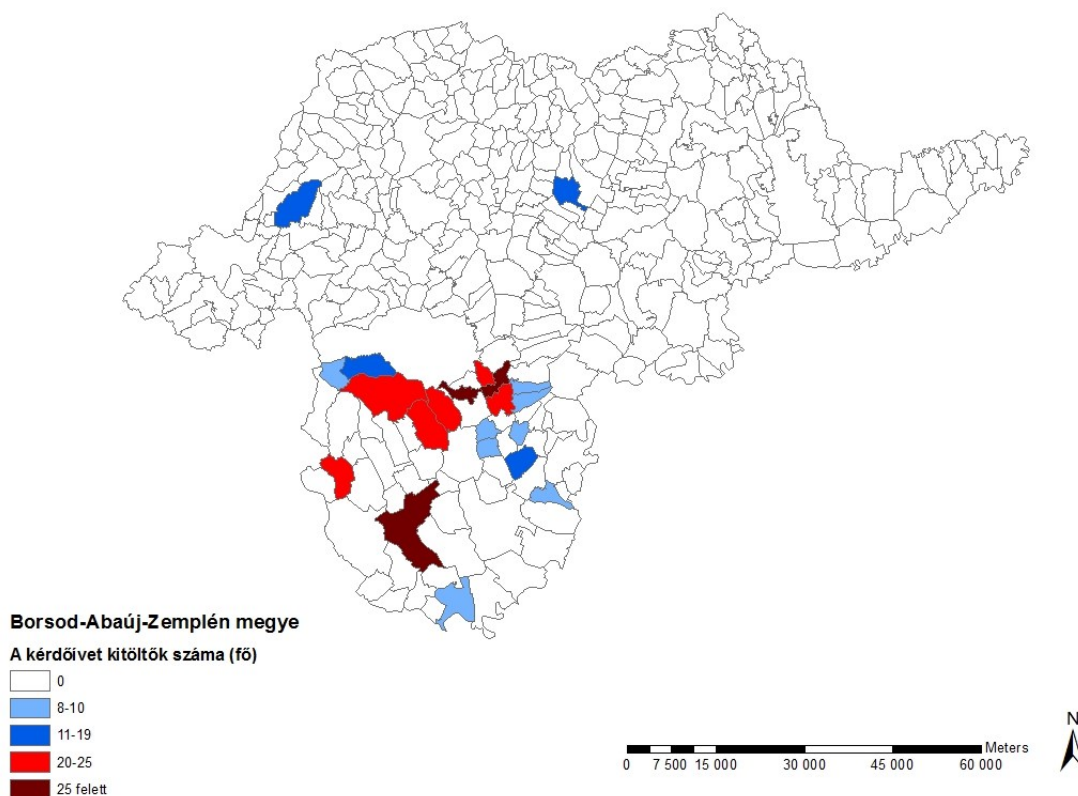 Borsod-Abaúj-Zemplén megye
A kérdőívet kitöltők száma (fő)
0
8-10
11-19
20-25
25 felett
N
Meters
0 7 500 15 000 30 000 45 000 60 000